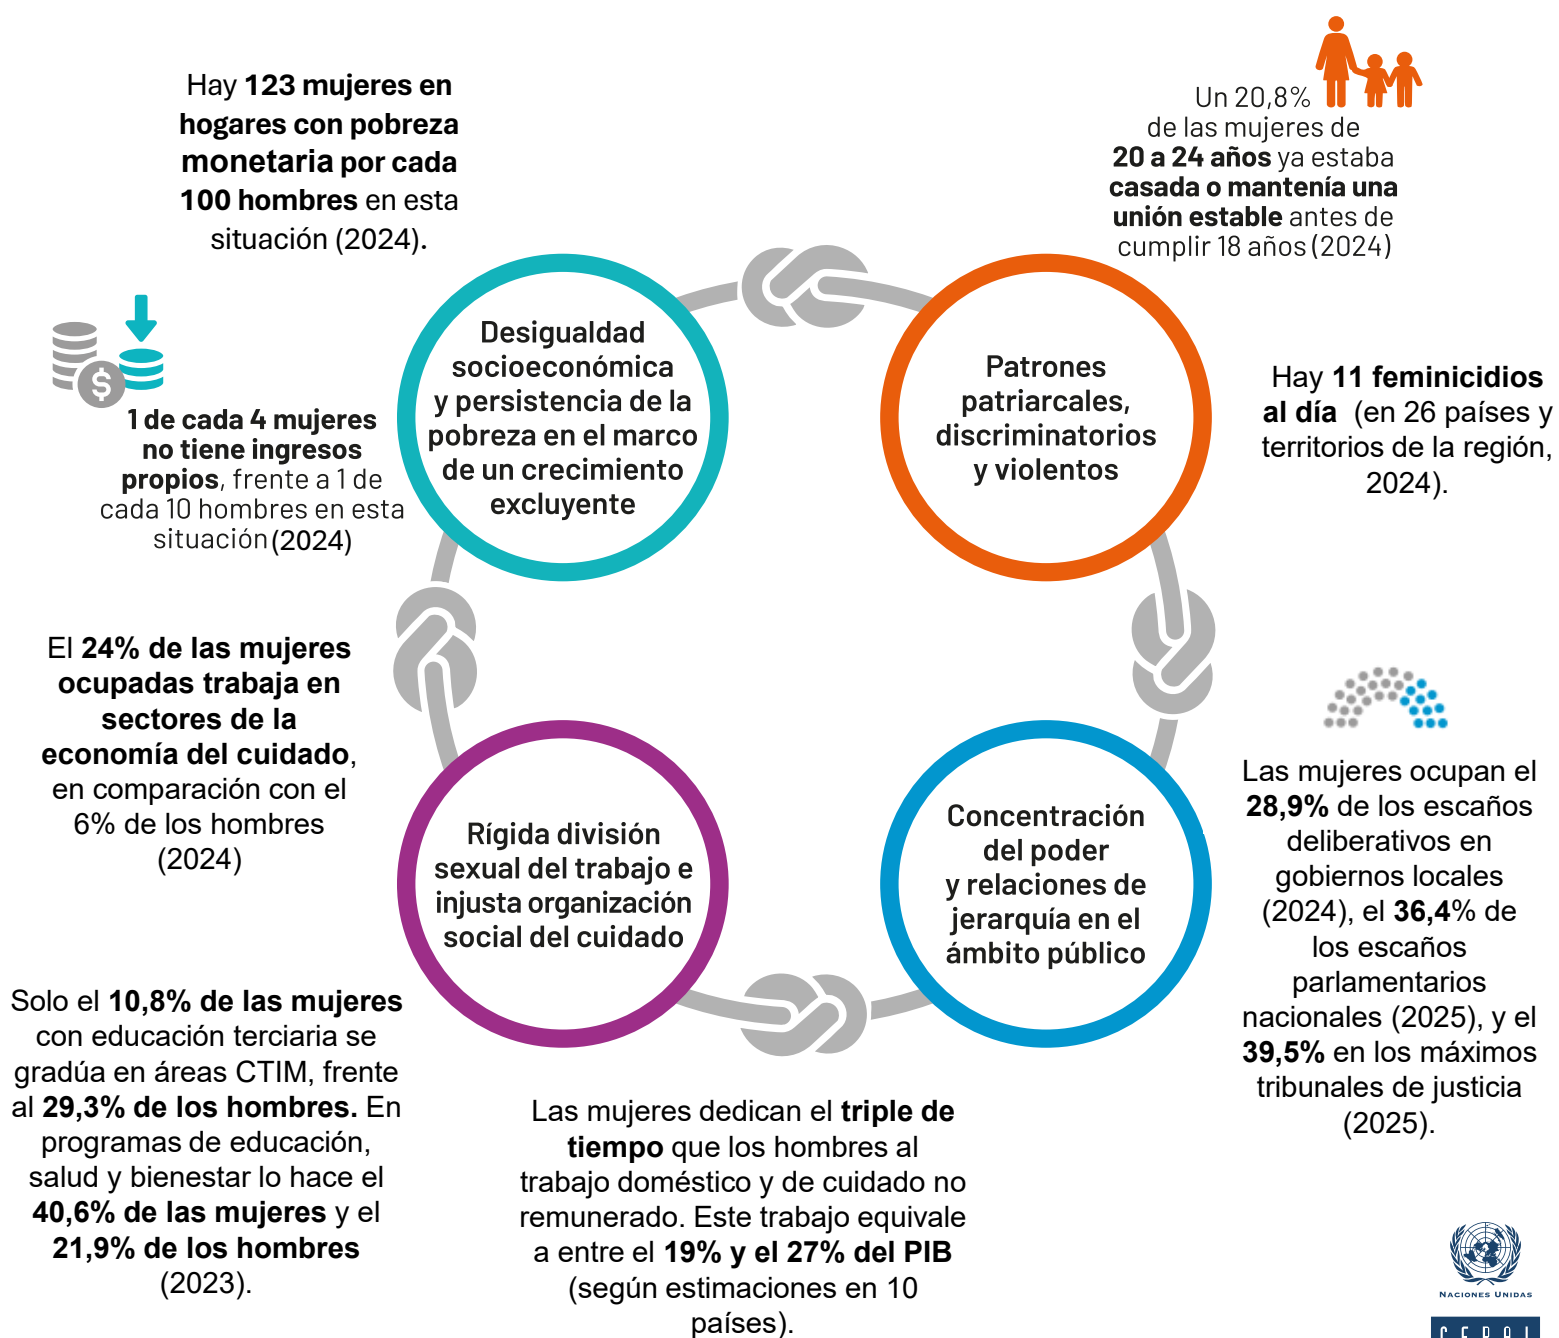 Hay 123 mujeres en
hogares con pobreza
monetaria por cada
100 hombres en esta
situación (2024).
Un 20,8%
de las mujeres de
20 a 24 años ya estaba
casada o mantenía una
unión estable antes de
cumplir 18 años (2024)
Desigualdad
socioeconómica
y persistencia de la
pobreza en el marco
de un crecimiento
excluyente
Patrones
patriarcales,
discriminatorios
y violentos
Hay 11 feminicidios
al día (en 26 países y
territorios de la región,
2024).
$
1 de cada 4 mujeres
no tiene ingresos
propios, frente a 1 de
cada 10 hombres en esta
situación (2024)
El 24% de las mujeres
ocupadas trabaja en
sectores de la
economía del cuidado,
en comparación con el
6% de los hombres
(2024)
Rígida división
sexual del trabajo e
injusta organización
social del cuidado
Concentración
del poder
y relaciones de
jerarquía en el
ámbito público
Las mujeres ocupan el
28,9% de los escaños
deliberativos en
gobiernos locales
(2024), el 36,4% de
los escaños
parlamentarios
nacionales (2025), y el
39,5% en los máximos
tribunales de justicia
(2025).
Solo el 10,8% de las mujeres
con educación terciaria se
gradúa en áreas CTIM, frente
al 29,3% de los hombres. En
programas de educación,
salud y bienestar lo hace el
40,6% de las mujeres y el
21,9% de los hombres
(2023).
Las mujeres dedican el triple de
tiempo que los hombres al
trabajo doméstico y de cuidado no
remunerado. Este trabajo equivale
a entre el 19% y el 27% del PIB
(según estimaciones en 10
países).
NACIONES UNIDAS
CEPAL